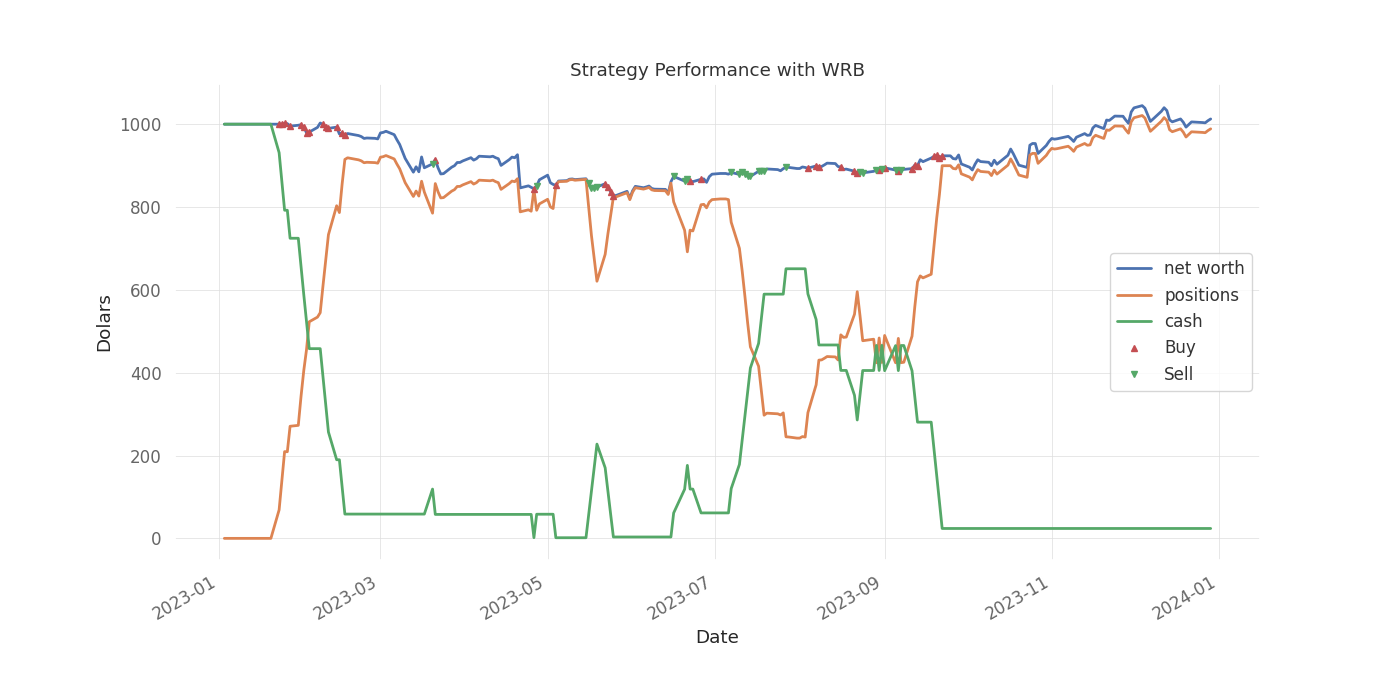 Strategy Performance with WRB
Dolars
1000
800
600
400
200
0
net worth
positions
cash
Buy
Sell
2023-01
2023-03
2023-05
2023-07
2023-09
2023-11
2024-01
Date